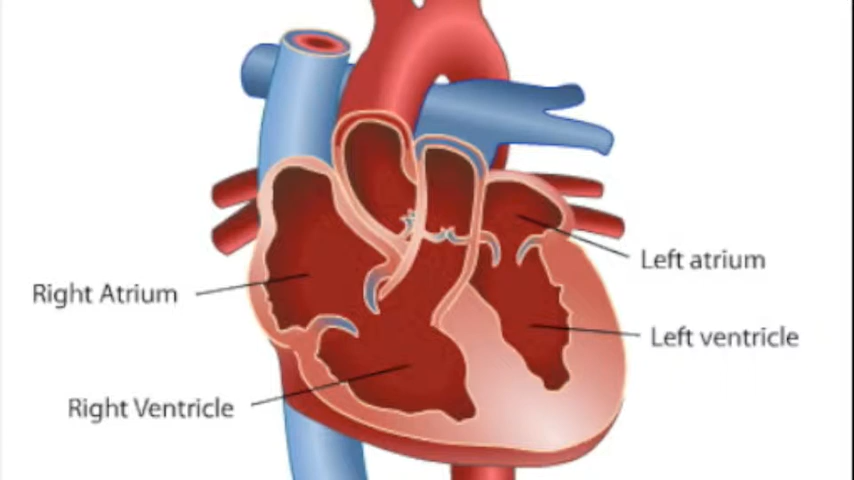 Left atrium
Right Atrium
Left ventricle
Right Ventricle